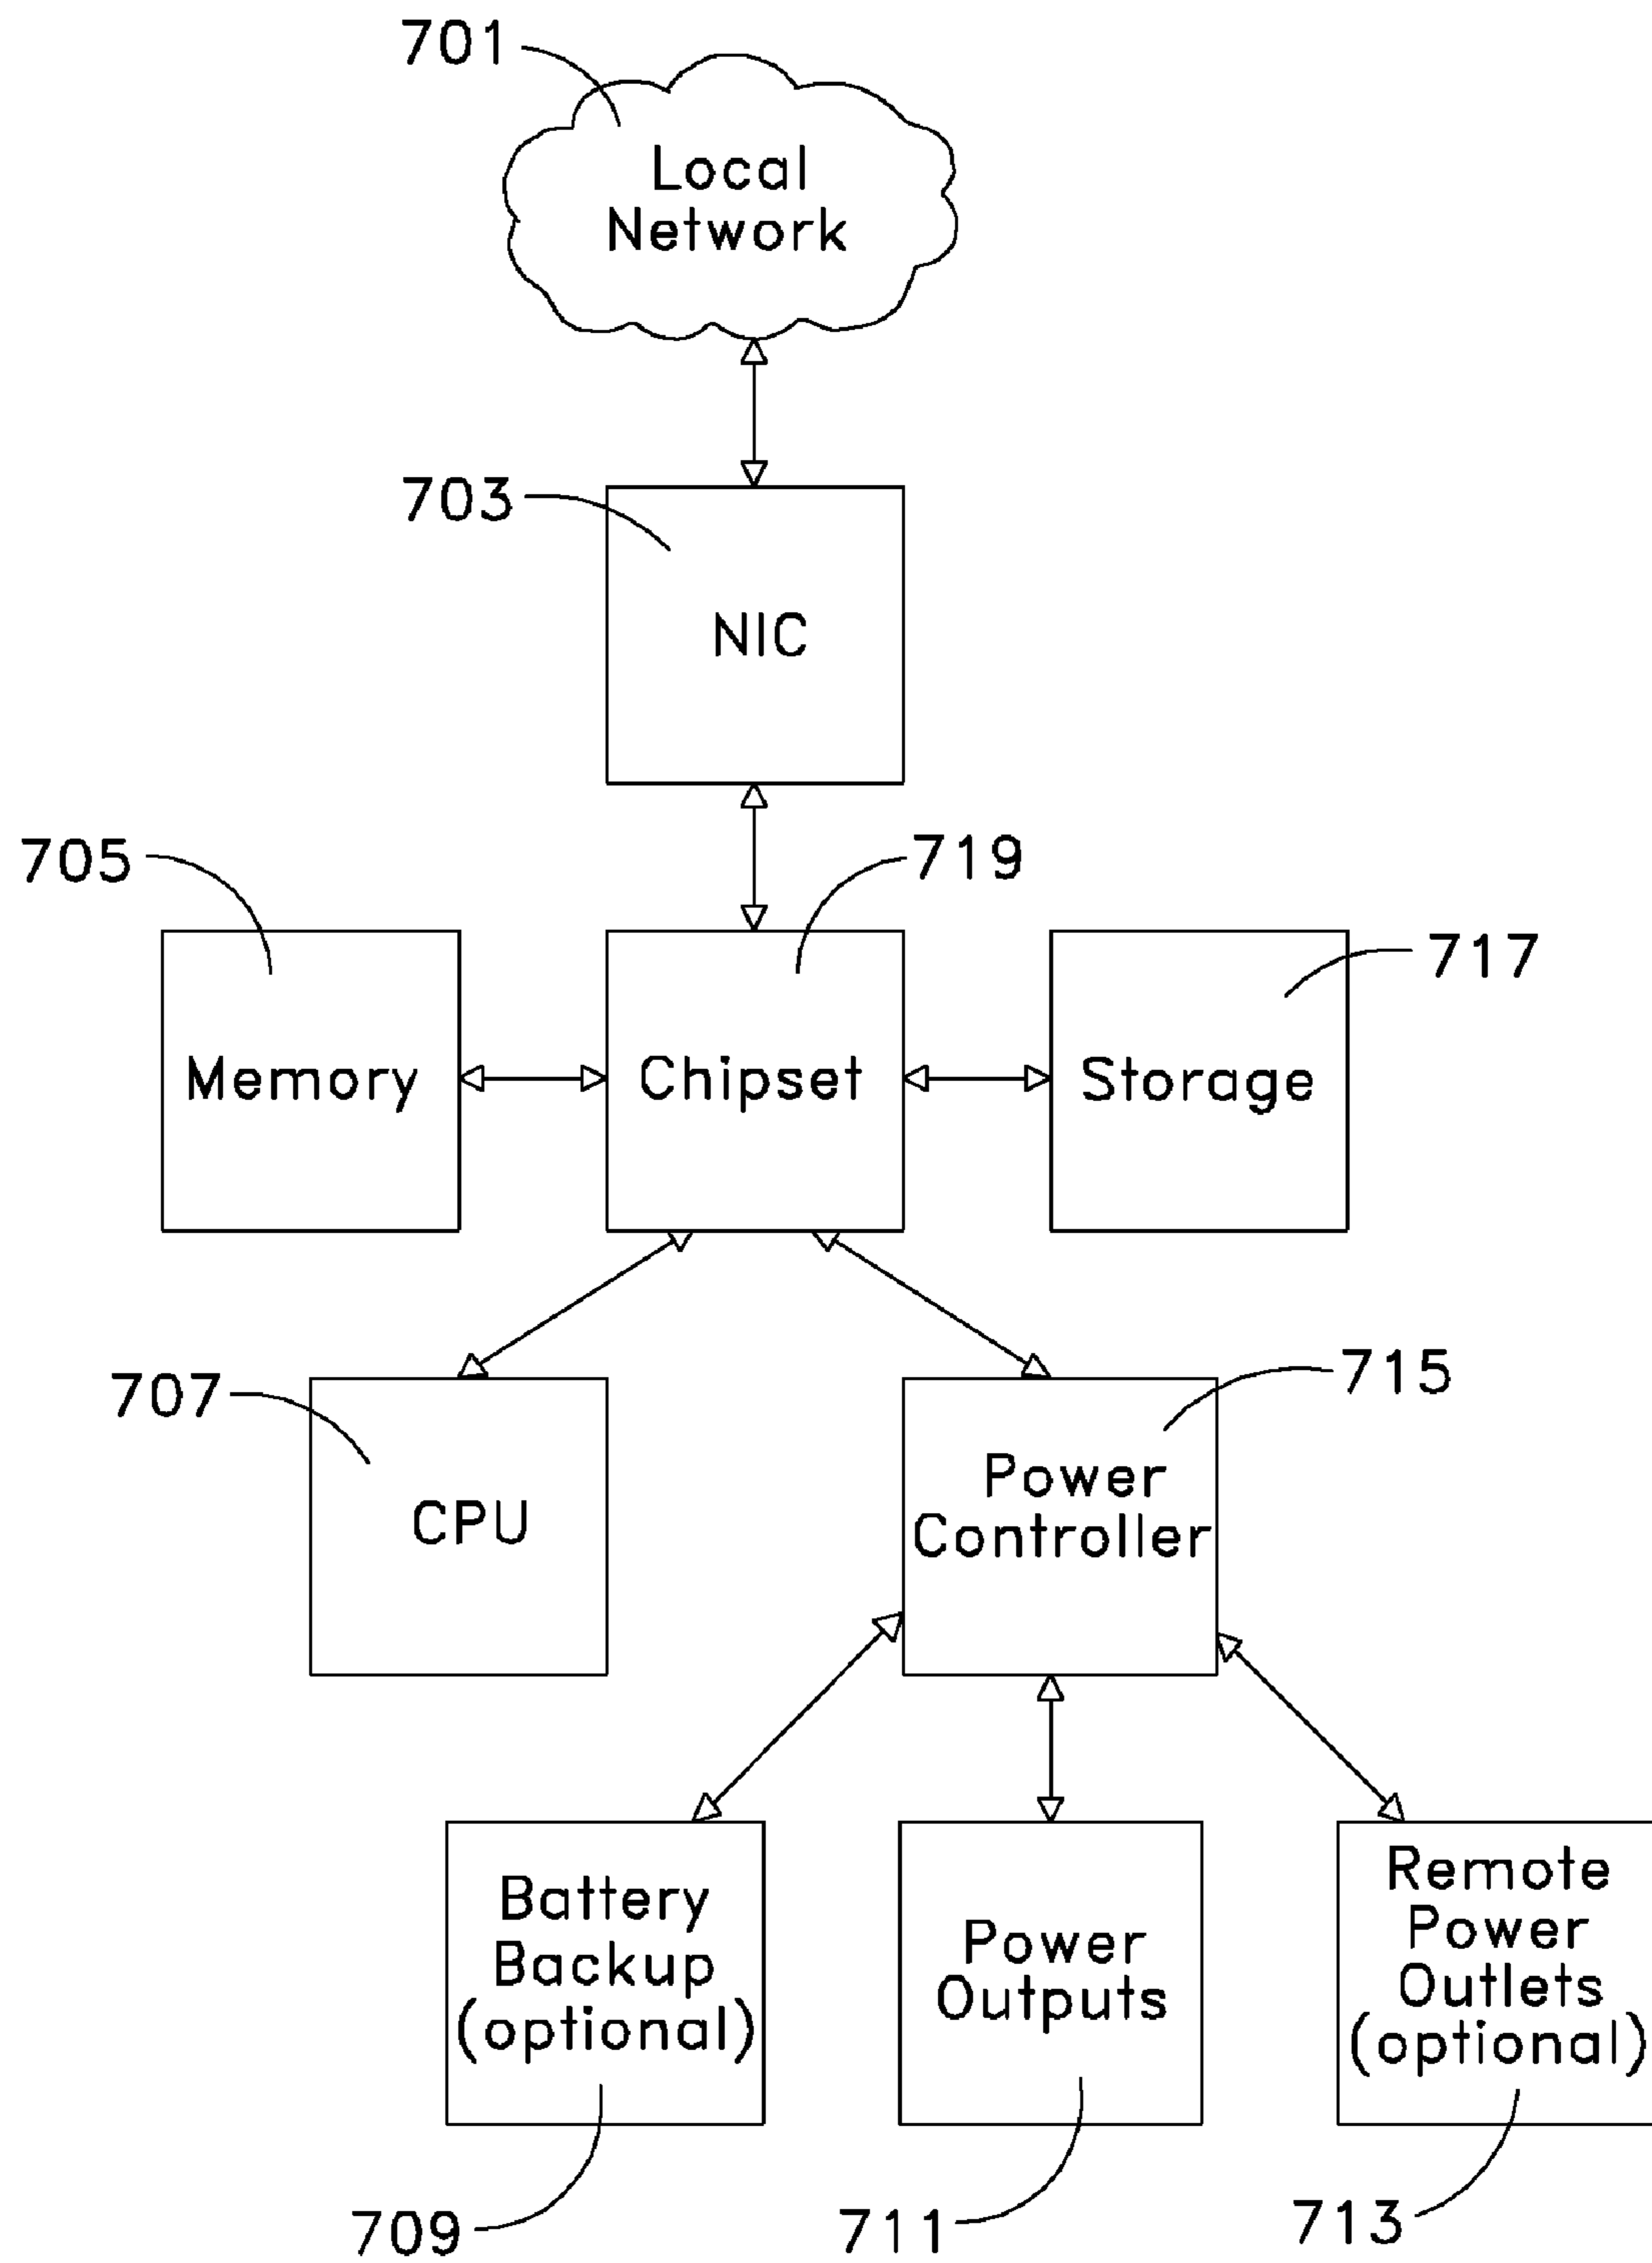 701
Local
Network
703
NIC
705
719
717
Memory
Chipset
Storage
707
715
CPU
Power
Controller
Battery
Backup
(optional)
Power
Outputs
Remote
Power
Outlets
(optional)
709
711
713